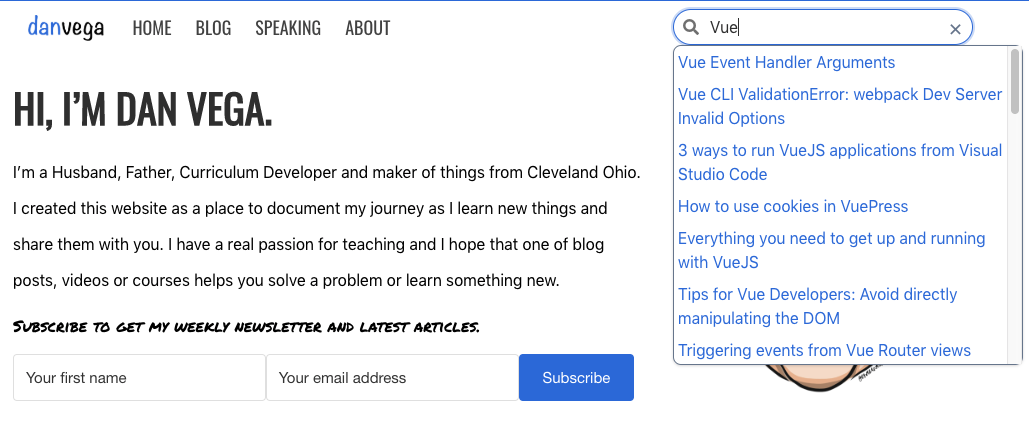 danvega HOME BLOG SPEAKING ABOUT
Vue
Vue Event Handler Arguments
Vue CLI ValidationError: webpack Dev Server
Invalid Options
3 ways to run VueJS applications from Visual
Studio Code
How to use cookies in VuePress
Everything you need to get up and running
with VueJS
Tips for Vue Developers: Avoid directly
manipulating the DOM
Triggering events from Vue Router views
HI, I'M DAN VEGA.
I'm a Husband, Father, Curriculum Developer and maker of things from Cleveland Ohio.
I created this website as a place to document my journey as I learn new things and
share them with you. I have a real passion for teaching and I hope that one of blog
posts, videos or courses helps you solve a problem or learn something new.
Subscribe to get my weekly newsletter and latest articles.
Your first name Your email address Subscribe